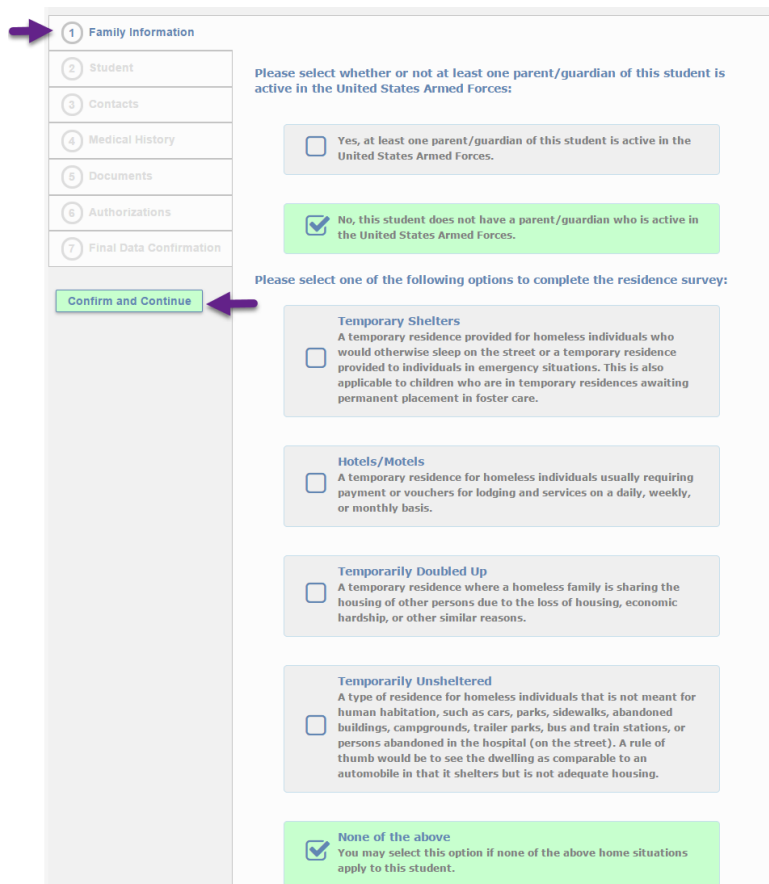 1 Family Information
2 Student
3 Contacts
4 Medical History
5 Documents
6 Authorizations
7 Final Data Confirmation
Confirm and Continue
Please select whether or not at least one parent/guardian of this student is
active in the United States Armed Forces:
Yes, at least one parent/guardian of this student is active in the
United States Armed Forces.
No, this student does not have a parent/guardian who is active in
the United States Armed Forces.
Please select one of the following options to complete the residence survey:
Temporary Shelters
A temporary residence provided for homeless individuals who
would otherwise sleep on the street or a temporary residence
provided to individuals in emergency situations. This is also
applicable to children who are in temporary residences awaiting
permanent placement in foster care.
Hotels/Motels
A temporary residence for homeless individuals usually requiring
payment or vouchers for lodging and services on a daily, weekly,
or monthly basis.
Temporarily Doubled Up
A temporary residence where a homeless family is sharing the
housing of other persons due to the loss of housing, economic
hardship, or other similar reasons.
Temporarily Unsheltered
A type of residence for homeless individuals that is not meant for
human habitation, such as cars, parks, sidewalks, abandoned
buildings, campgrounds, trailer parks, bus and train stations, or
persons abandoned in the hospital (on the street). A rule of
thumb would be to see the dwelling as comparable to an
automobile in that it shelters but is not adequate housing.
None of the above
You may select this option if none of the above home situations
apply to this student.